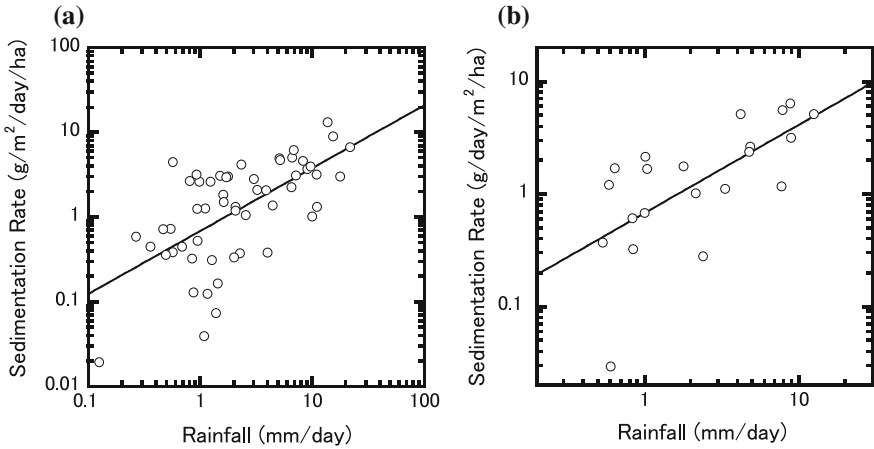 (a)
Sedimentation Rate (g/m²/day/ha)
100
10
1
0.1
0.01
0.1 1 10 100
Rainfall (mm/day)
(b)
Sedimentation Rate (g/day/m²/ha)
10
1
0.1
1 10
Rainfall (mm/day)